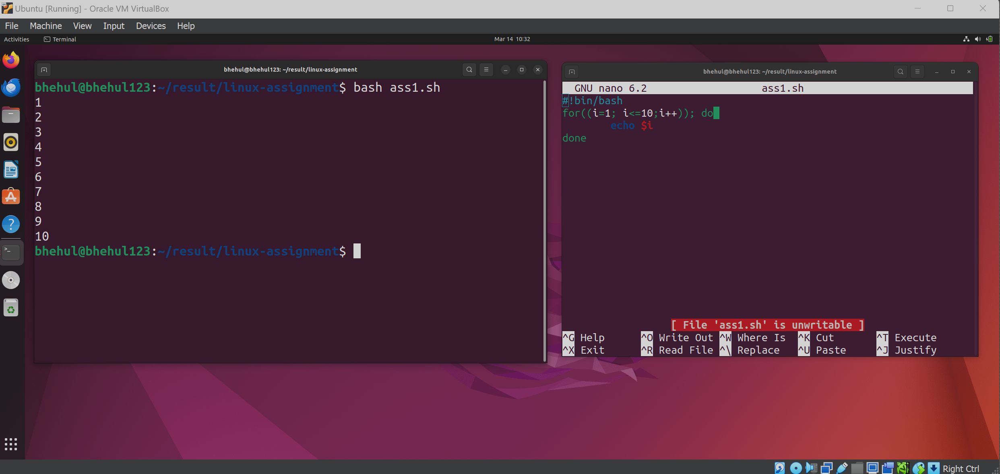 Ubuntu [Running] - Oracle VM VirtualBox
File Machine View Input Devices Help
Activities Terminal Mar 14 10:32
bhehul@bhehul123: ~/result/linux-assignment
bhehul@bhehul123:~/result/linux-assignment$ bash ass1.sh
1
2
3
4
5
6
7
8
9
10
bhehul@bhehul123:~/result/linux-assignment$
bhehul@bhehul123: ~/result/linux-assignment
GNU nano 6.2 ass1.sh
#!bin/bash
for((i=1; i<=10;i++)); do
echo $i
done
[ File 'ass1.sh' is unwritable ]
^G Help ^O Write Out ^W Where Is ^K Cut ^T Execute
^X Exit ^R Read File ^\ Replace ^U Paste ^J Justify
Right Ctrl